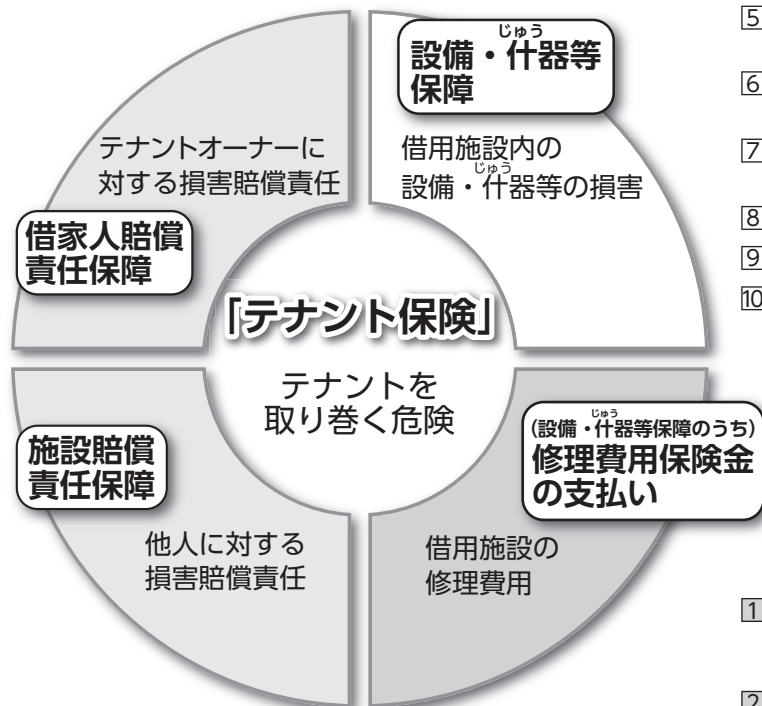 じゅう
設備・什器等
保障
借用施設内の
じゅう
設備・什器等の損害
テナントオーナーに
対する損害賠償責任
借家人賠償
責任保障
「テナント保険」
テナントを
取り巻く危険
施設賠償
責任保障
他人に対する
損害賠償責任
じゅう
(設備・什器等保障のうち)
修理費用保険金
の支払い
借用施設の
修理費用
5
6
7
8
9
10
1
2